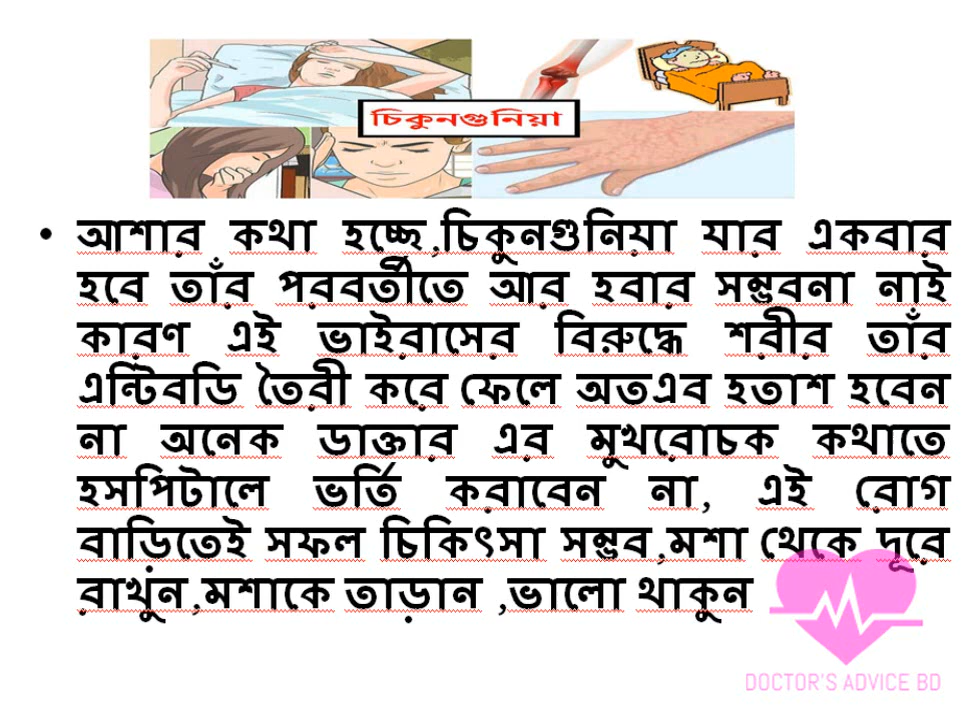 চিকুনগুনিয়া
• আশার কথা হচ্ছে,চিকুনগুনিয়া যার একবার
হবে তাঁর পরবর্তীতে আর হবার সম্ভবনা নাই
কারণ এই ভাইরাসের বিরুদ্ধে শরীর তাঁর
এন্টিবডি তৈরী করে ফেলে অতএব হতাশ হবেন
না অনেক ডাক্তার এর মুখরোচক কথাতে
হসপিটালে ভর্তি করাবেন না, এই রোগ
বাড়িতেই সফল চিকিৎসা সম্ভব,মশা থেকে দূরে
রাখুন,মশাকে তাড়ান ,ভালো থাকুন
DOCTOR'S ADVICE BD